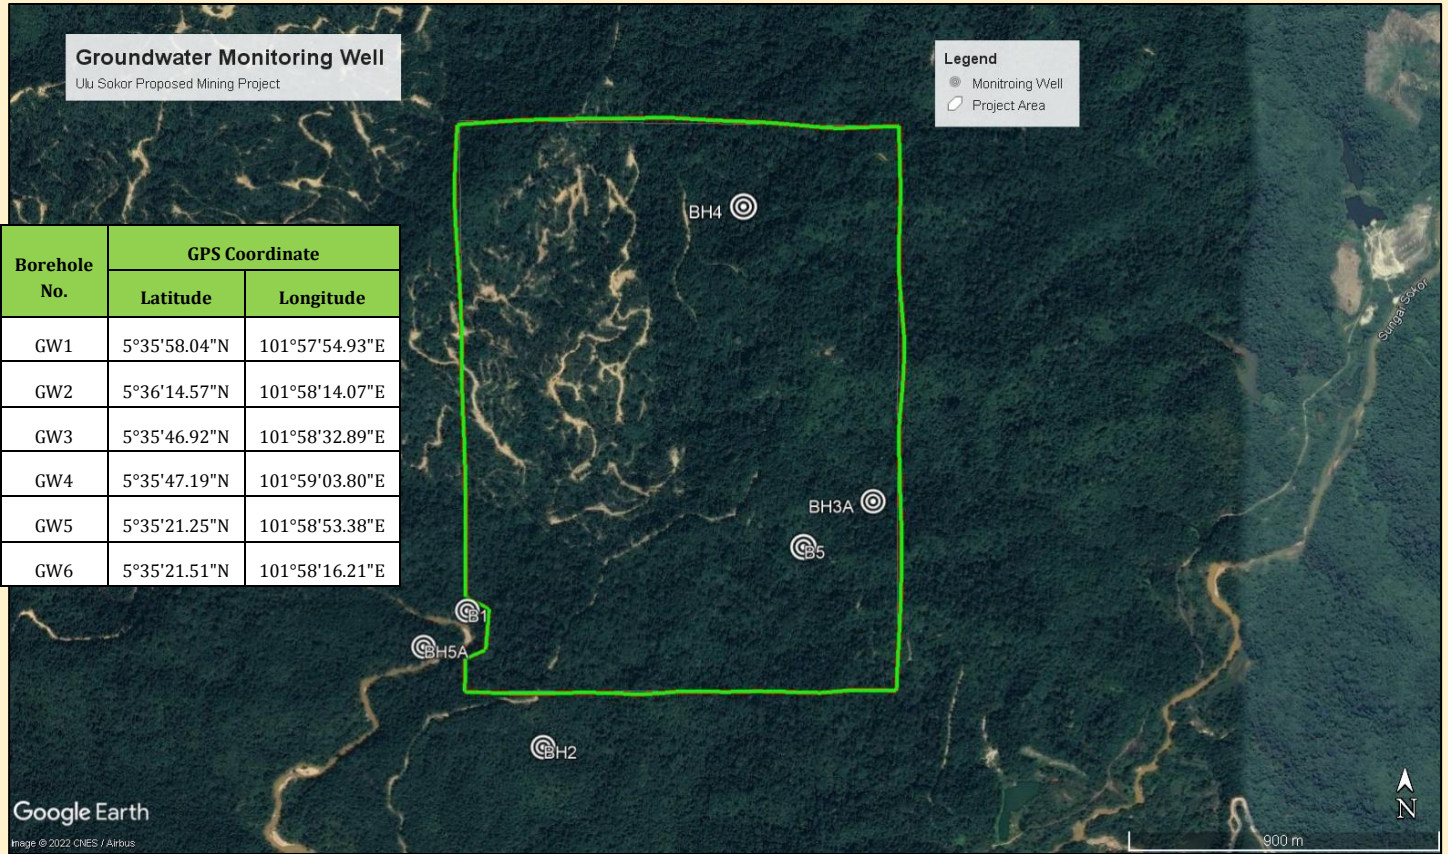 Groundwater Monitoring Well
Ulu Sokor Proposed Mining Project
Legend
Monitroing Well
Project Area
BH4
Sungai Sokor
Borehole No. GPS Coordinate
Latitude Longitude
GW1 5°35'58.04"N 101°57'54.93"E
GW2 5°36'14.57"N 101°58'14.07"E
GW3 5°35'46.92"N 101°58'32.89"E
GW4 5°35'47.19"N 101°59'03.80"E
GW5 5°35'21.25"N 101°58'53.38"E
GW6 5°35'21.51"N 101°58'16.21"E
BH3A
B5
B1
BH5A
BH2
Google Earth
Image © 2022 CNES / Airbus
N
900 m